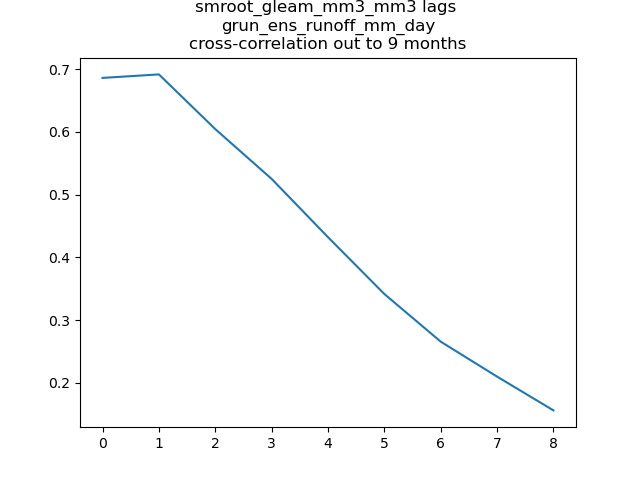 smroot_gleam_mm3_mm3 lags
grun_ens_runoff_mm_day
cross-correlation out to 9 months
0.7
0.6
0.5
0.4
0.3
0.2
0 1 2 3 4 5 6 7 8